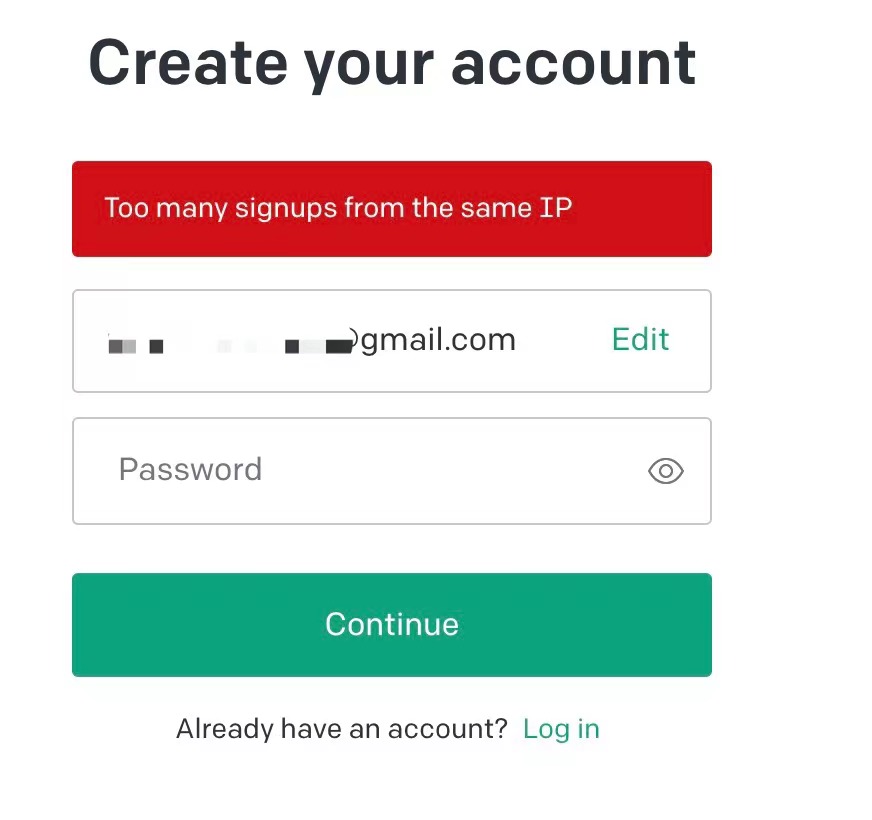 Create your account
Too many signups from the same IP
@gmail.com Edit
Password
Continue
Already have an account? Log in